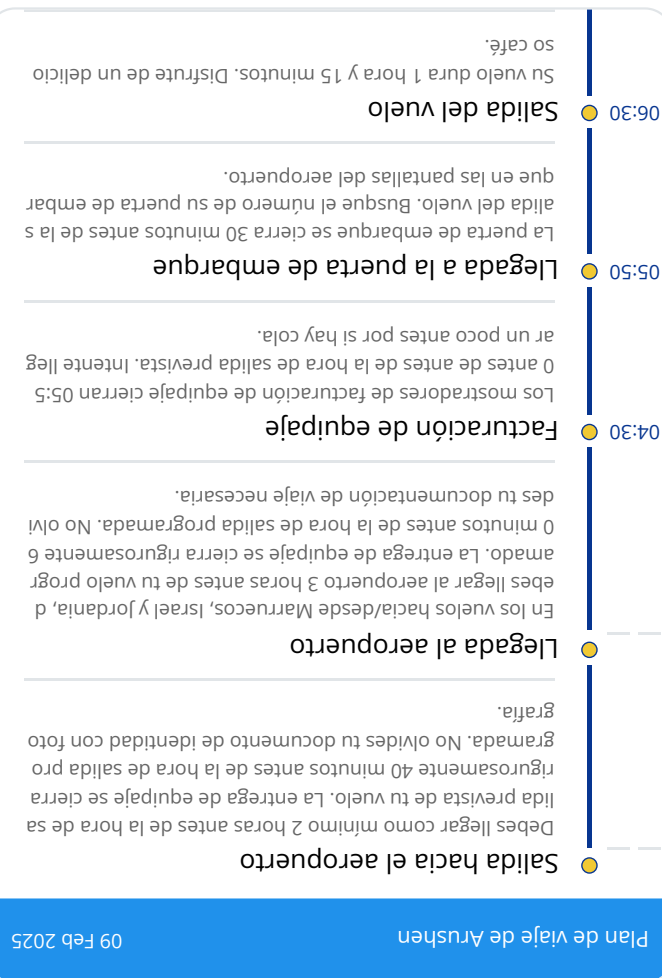 Plan de viaje de Arushen
09 Feb 2025
Salida hacia el aeropuerto
Debes llegar como mínimo 2 horas antes de la hora de sa
lida prevista de tu vuelo. La entrega de equipaje se cierra
rigurosamente 40 minutos antes de la hora de salida pro
gramada. No olvides tu documento de identidad con foto
grafía.
Llegada al aeropuerto
En los vuelos hacia/desde Marruecos, Israel y Jordania, d
ebes llegar al aeropuerto 3 horas antes de tu vuelo progr
amado. La entrega de equipaje se cierra rigurosamente 6
0 minutos antes de la hora de salida programada. No olvi
des tu documentación de viaje necesaria.
04:30
Facturación de equipaje
Los mostradores de facturación de equipaje cierran 05:5
0 antes de antes de la hora de salida prevista. Intente lleg
ar un poco antes por si hay cola.
05:50
Llegada a la puerta de embarque
La puerta de embarque se cierra 30 minutos antes de la s
alida del vuelo. Busque el número de su puerta de embar
que en las pantallas del aeropuerto.
06:30
Salida del vuelo
Su vuelo dura 1 hora y 15 minutos. Disfrute de un delicio
so café.